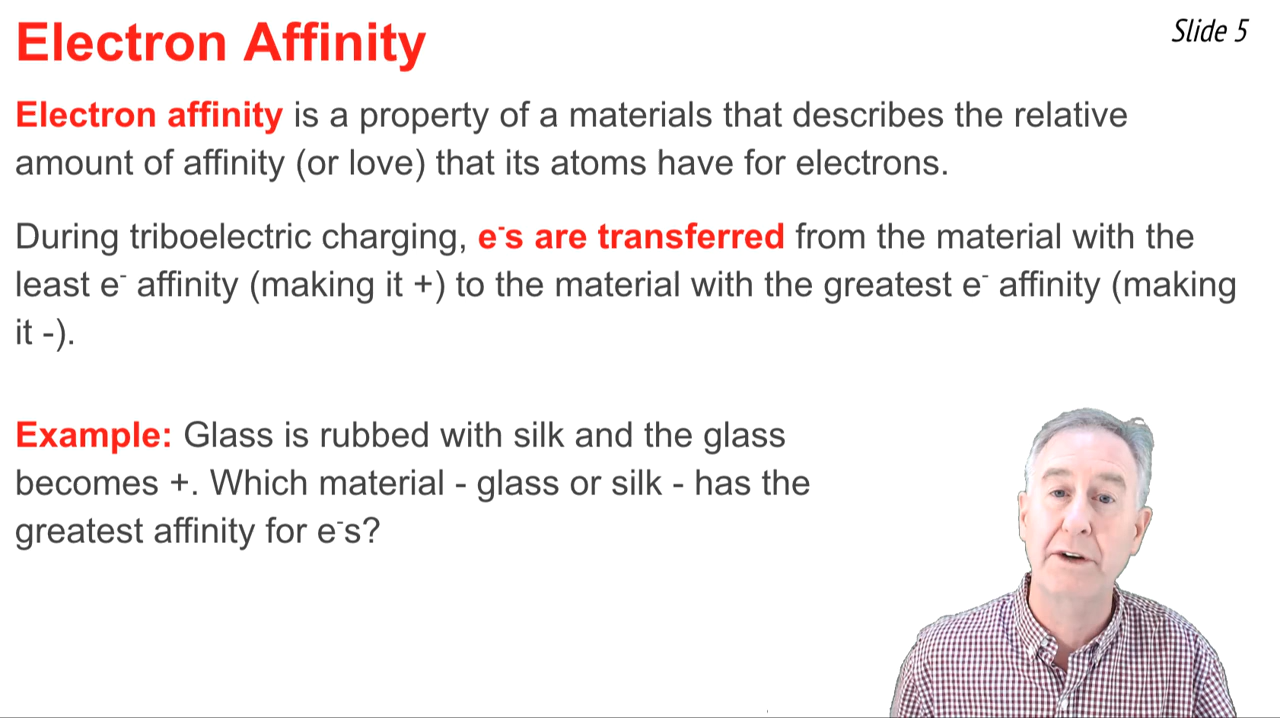 Electron Affinity
Slide 5
Electron affinity is a property of a materials that describes the relative
amount of affinity (or love) that its atoms have for electrons.
During triboelectric charging, e⁻s are transferred from the material with the
least e⁻ affinity (making it +) to the material with the greatest e⁻ affinity (making
it -).
Example: Glass is rubbed with silk and the glass
becomes +. Which material - glass or silk - has the
greatest affinity for e⁻s?